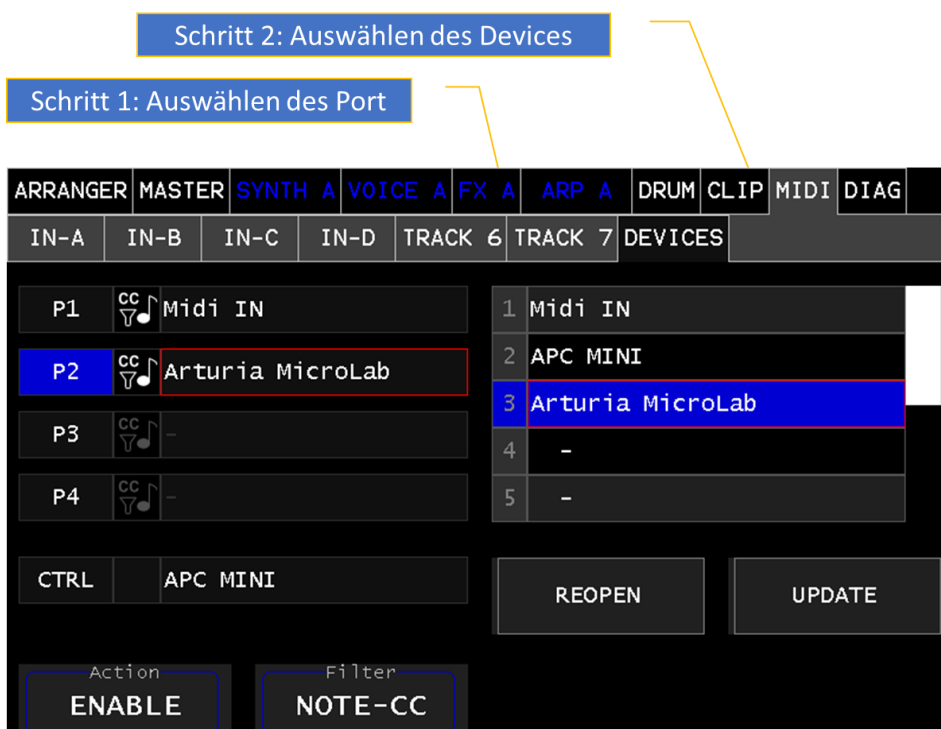 Schritt 2: Auswählen des Devices
Schritt 1: Auswählen des Port
ARRANGER MASTER SYNTH A VOICE A FX A ARP A DRUM CLIP MIDI DIAG
IN-A IN-B IN-C IN-D TRACK 6 TRACK 7 DEVICES
P1 CC Midi IN
P2 CC Arturia MicroLab
P3 CC -
P4 CC -
CTRL APC MINI
1 Midi IN
2 APC MINI
3 Arturia MicroLab
4 -
5 -
REOPEN UPDATE
Action Filter
ENABLE NOTE-CC